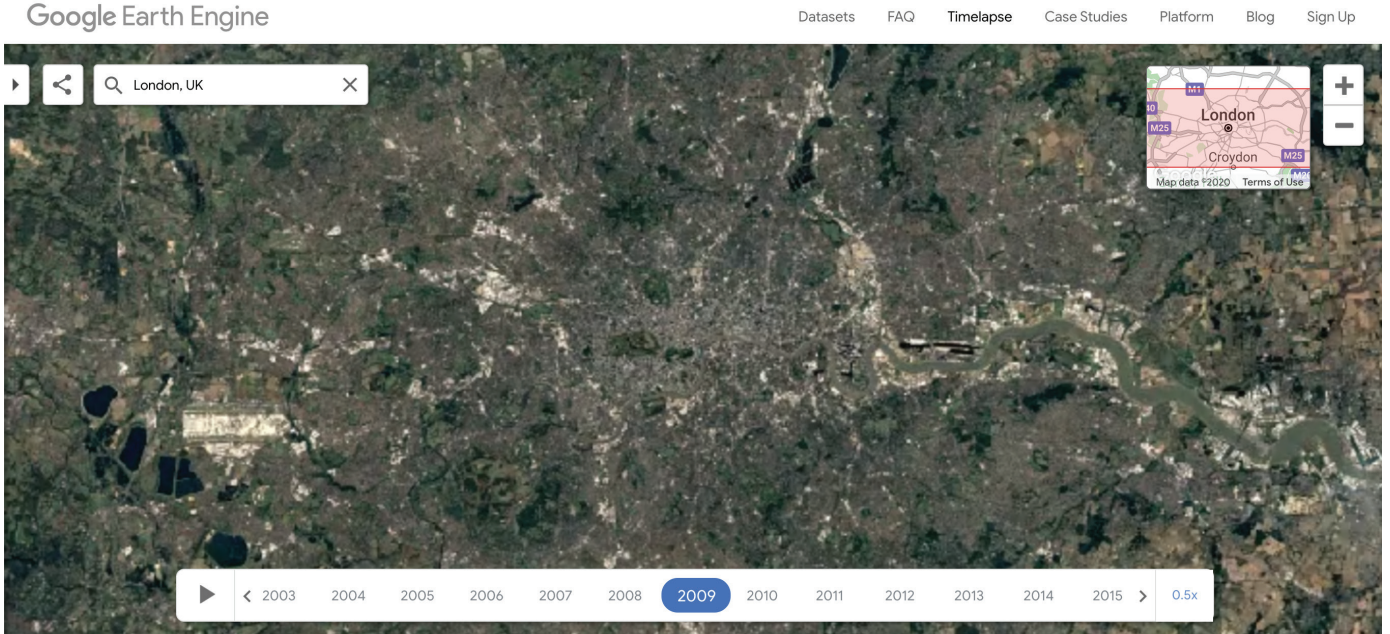 Google Earth Engine
Datasets FAQ Timelapse Case Studies Platform Blog Sign Up
London, UK
M1
London
M25
Croydon
M25
Map data ©2020 Terms of Use
2003 2004 2005 2006 2007 2008 2009 2010 2011 2012 2013 2014 2015 0.5x